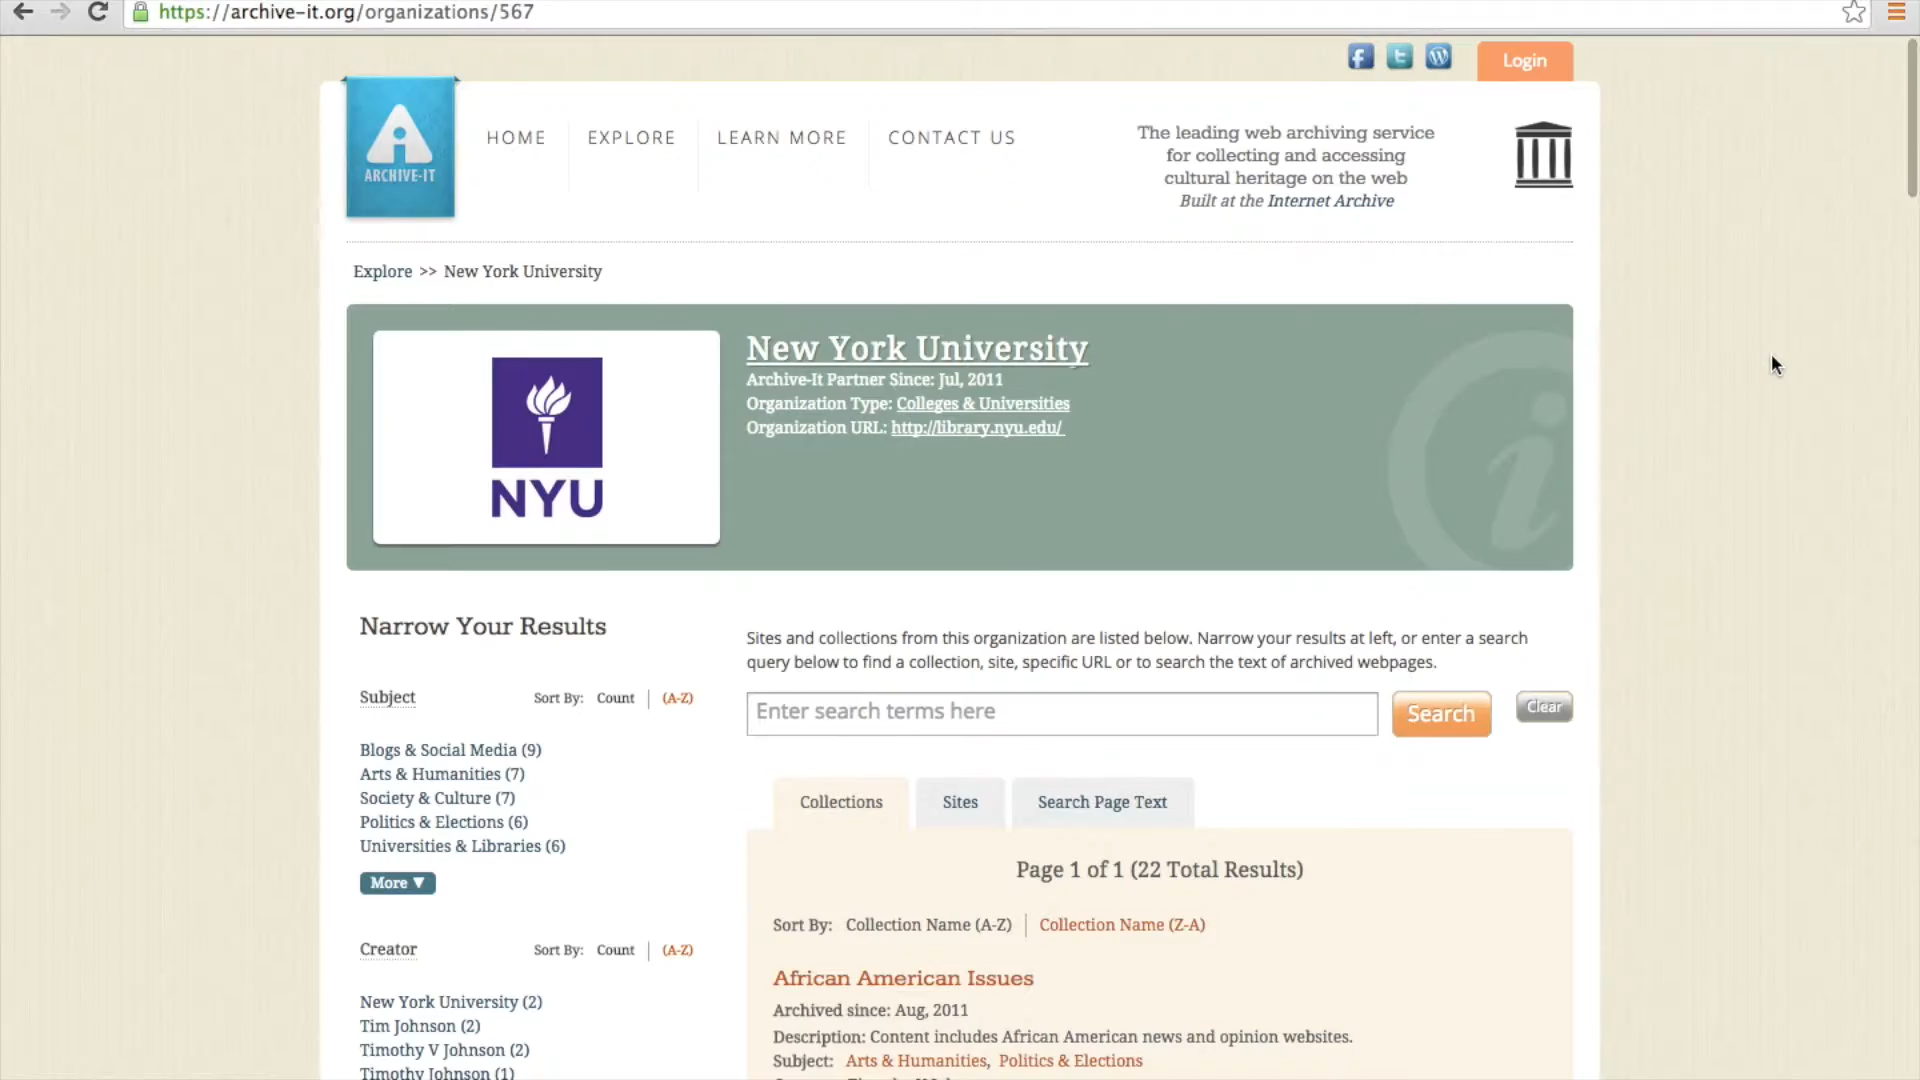 https://archive-it.org/organizations/567
Login
ARCHIVE-IT
HOME
EXPLORE
LEARN MORE
CONTACT US
The leading web archiving service
for collecting and accessing
cultural heritage on the web
Built at the Internet Archive
Explore >> New York University
NYU
New York University
Archive-It Partner Since: Jul, 2011
Organization Type: Colleges & Universities
Organization URL: http://library.nyu.edu/
Narrow Your Results
Subject Sort By: Count | (A-Z)
Blogs & Social Media (9)
Arts & Humanities (7)
Society & Culture (7)
Politics & Elections (6)
Universities & Libraries (6)
More ▼
Creator Sort By: Count | (A-Z)
New York University (2)
Tim Johnson (2)
Timothy V Johnson (2)
Timothy Johnson (1)
Sites and collections from this organization are listed below. Narrow your results at left, or enter a search
query below to find a collection, site, specific URL or to search the text of archived webpages.
Enter search terms here
Search
Clear
Collections
Sites
Search Page Text
Page 1 of 1 (22 Total Results)
Sort By: Collection Name (A-Z) | Collection Name (Z-A)
African American Issues
Archived since: Aug, 2011
Description: Content includes African American news and opinion websites.
Subject: Arts & Humanities, Politics & Elections